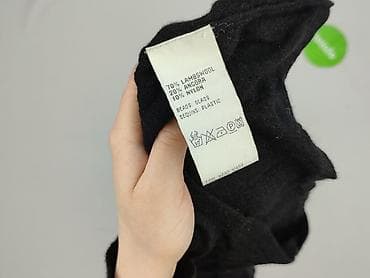 70% LAMBSWOOL
20% ANGORA
10% NYLON
BEADS: GLASS
SEQUINS: PLASTIC